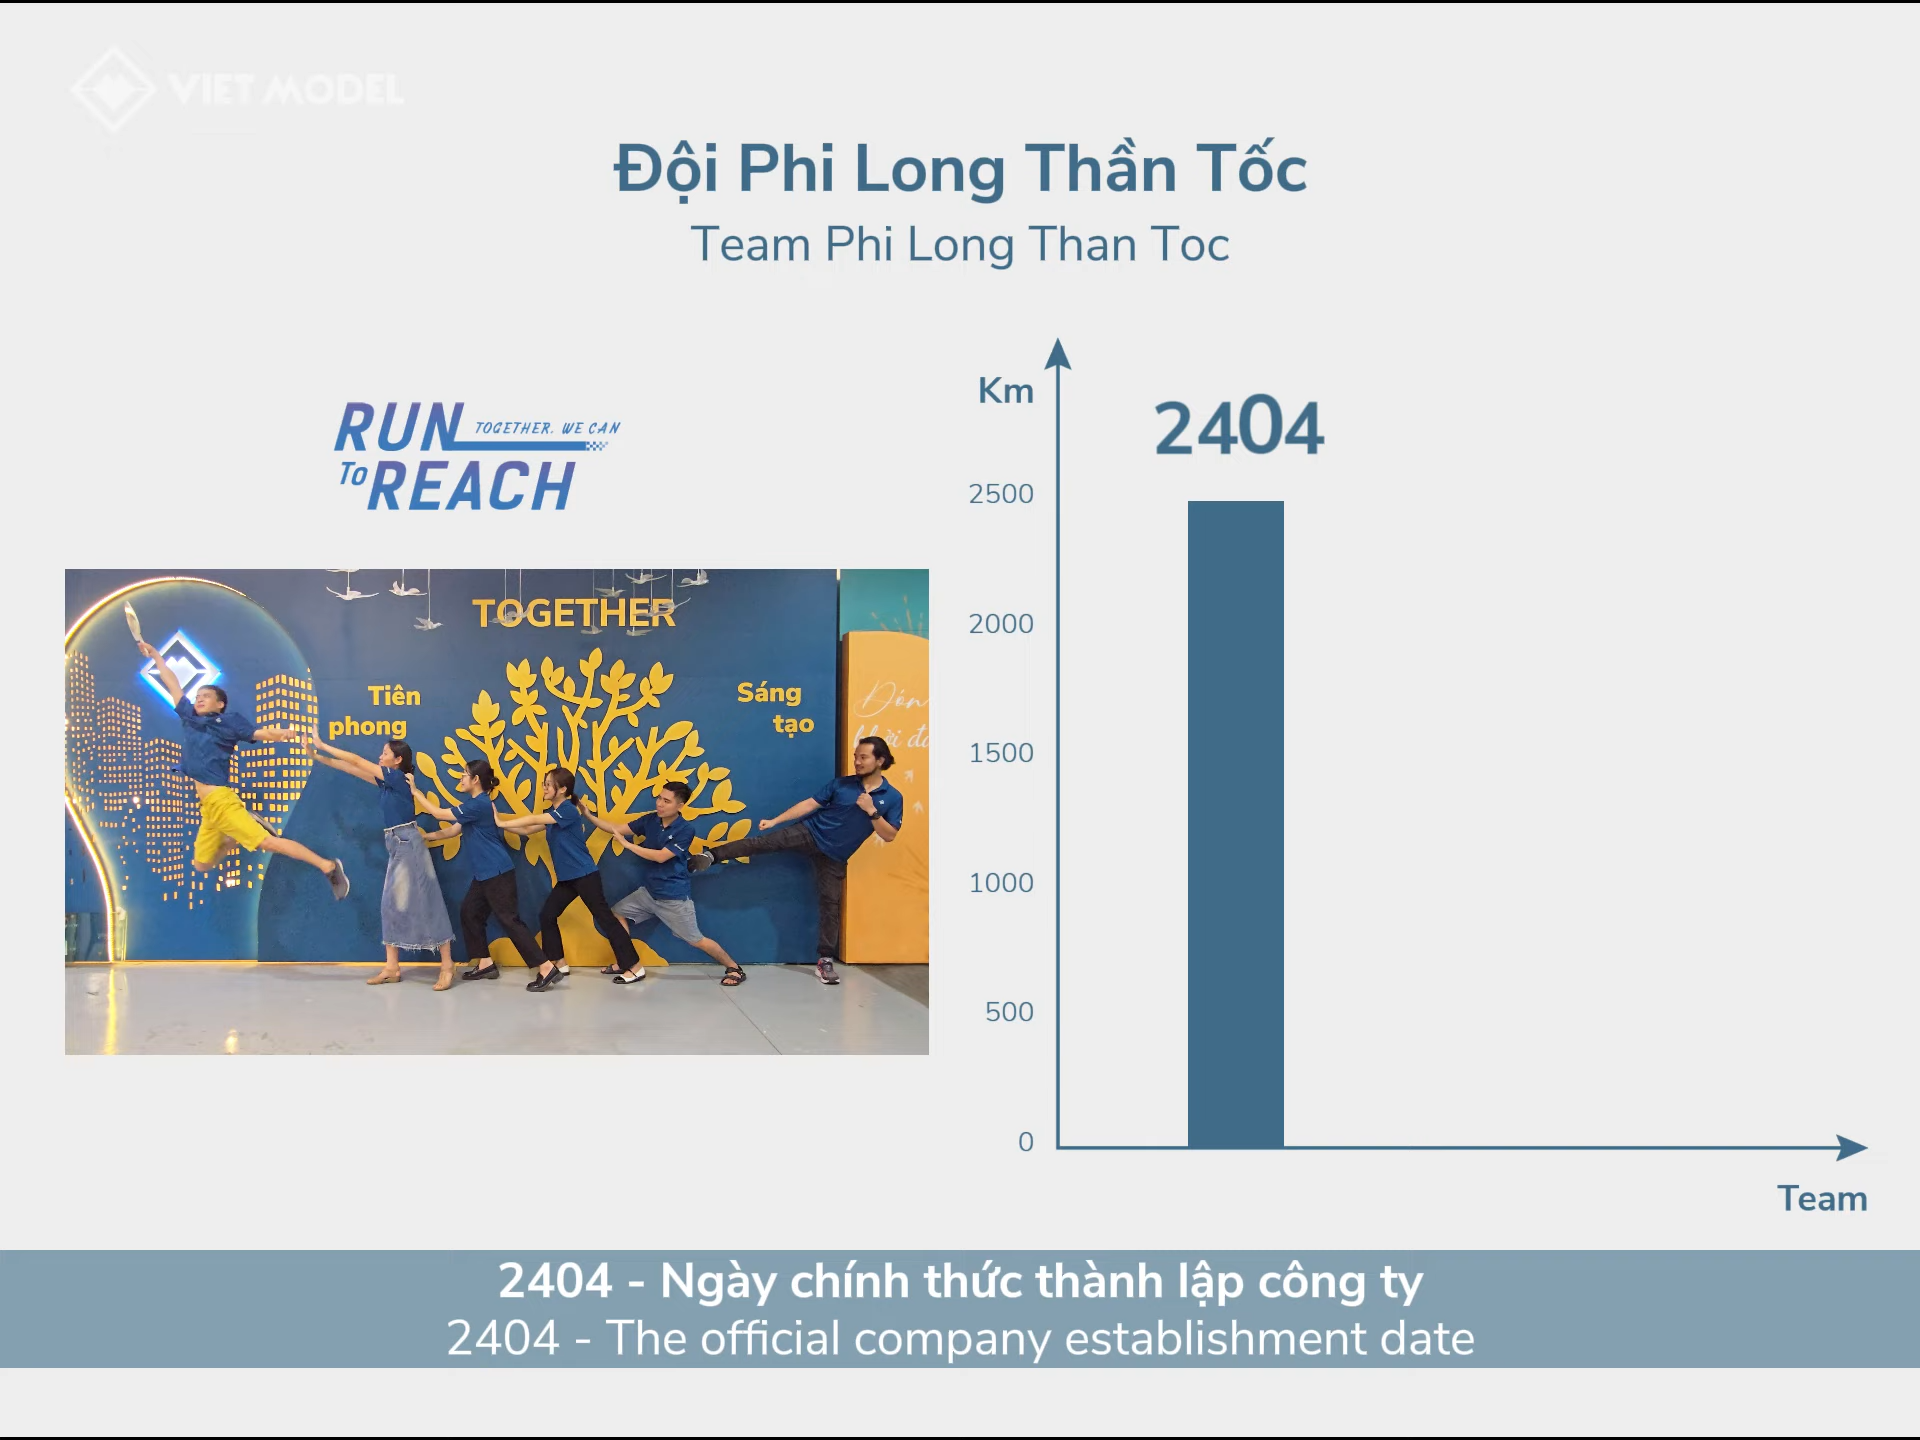 VIET MODEL
Đội Phi Long Thần Tốc
Team Phi Long Than Toc
RUN TOGETHER, WE CAN
To REACH
TOGETHER
Tiên
phong
Sáng
tạo
Km
2404
2500
2000
1500
1000
500
0
Team
2404 - Ngày chính thức thành lập công ty
2404 - The official company establishment date